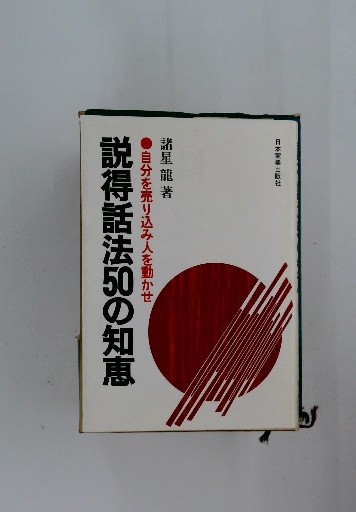 日本実業出版社
諸星 龍 著
●自分を売り込み人を動かせ
説得話法50の知恵